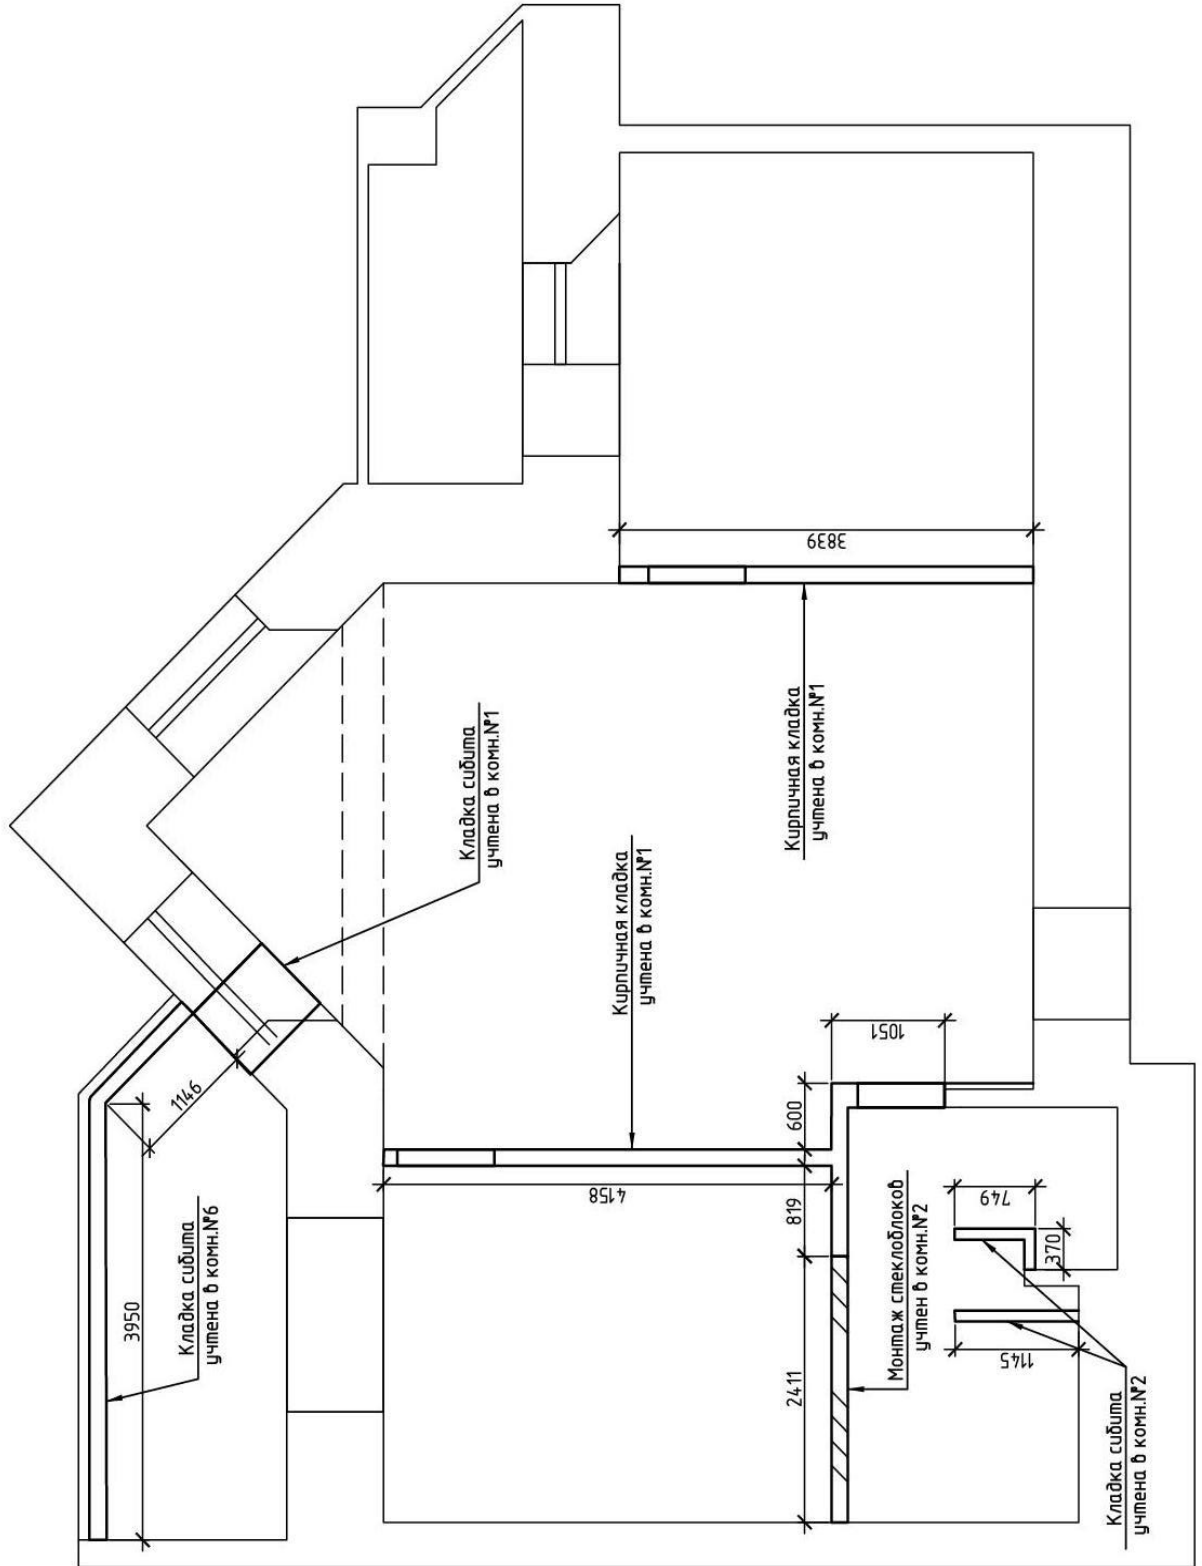 3950
Кладка сибита
учтена в комн.№6
1146
Кладка сибита
учтена в комн.№1
4158
Кирпичная кладка
учтена в комн.№1
3839
Кирпичная кладка
учтена в комн.№1
2411
819
600
1051
Монтаж стеклоблоков
учтен в комн.№2
1145
749
370
Кладка сибита
учтена в комн.№2